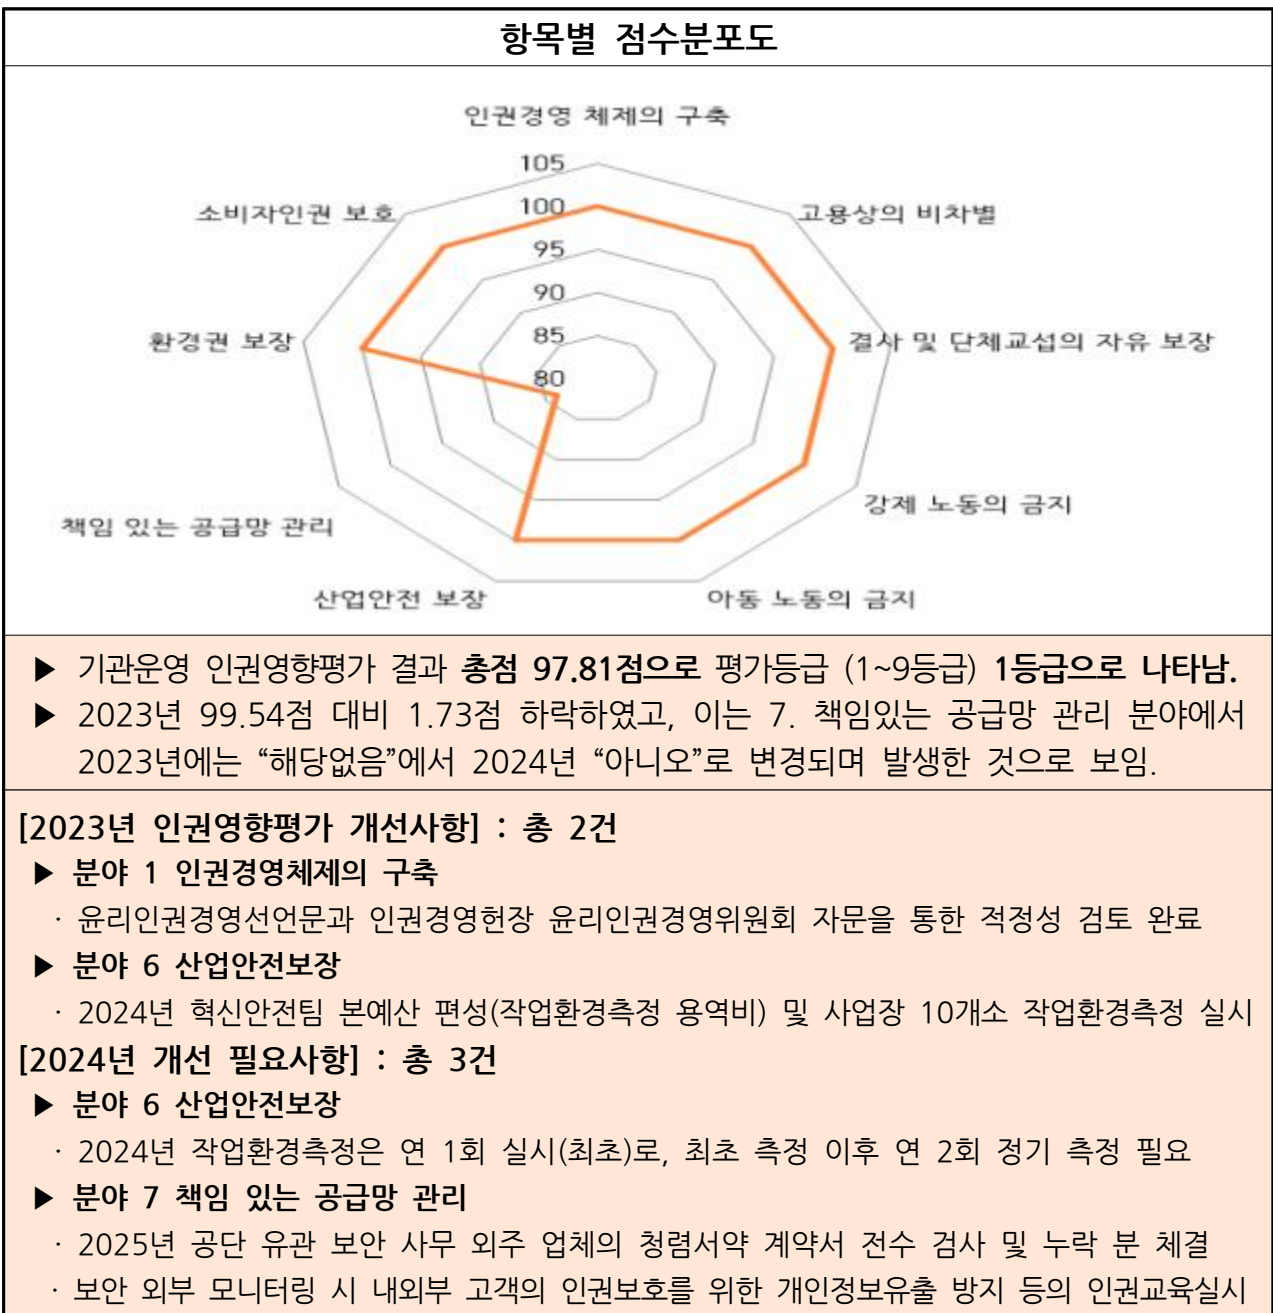 항목별 점수분포도
인권경영 체제의 구축
105
소비자인권 보호
100
고용상의 비차별
95
90
환경권 보장
85
결사 및 단체교섭의 자유 보장
80
강제 노동의 금지
책임 있는 공급망 관리
산업안전 보장
아동 노동의 금지
▶ 기관운영 인권영향평가 결과 총점 97.81점으로 평가등급 (1~9등급) 1등급으로 나타남.
▶ 2023년 99.54점 대비 1.73점 하락하였고, 이는 7. 책임있는 공급망 관리 분야에서
2023년에는 “해당없음”에서 2024년 “아니오”로 변경되며 발생한 것으로 보임.
[2023년 인권영향평가 개선사항] : 총 2건
▶ 분야 1 인권경영체제의 구축
· 윤리인권경영선언문과 인권경영헌장 윤리인권경영위원회 자문을 통한 적정성 검토 완료
▶ 분야 6 산업안전보장
· 2024년 혁신안전팀 본예산 편성(작업환경측정 용역비) 및 사업장 10개소 작업환경측정 실시
[2024년 개선 필요사항] : 총 3건
▶ 분야 6 산업안전보장
· 2024년 작업환경측정은 연 1회 실시(최초)로, 최초 측정 이후 연 2회 정기 측정 필요
▶ 분야 7 책임 있는 공급망 관리
· 2025년 공단 유관 보안 사무 외주 업체의 청렴서약 계약서 전수 검사 및 누락 분 체결
· 보안 외부 모니터링 시 내외부 고객의 인권보호를 위한 개인정보유출 방지 등의 인권교육실시